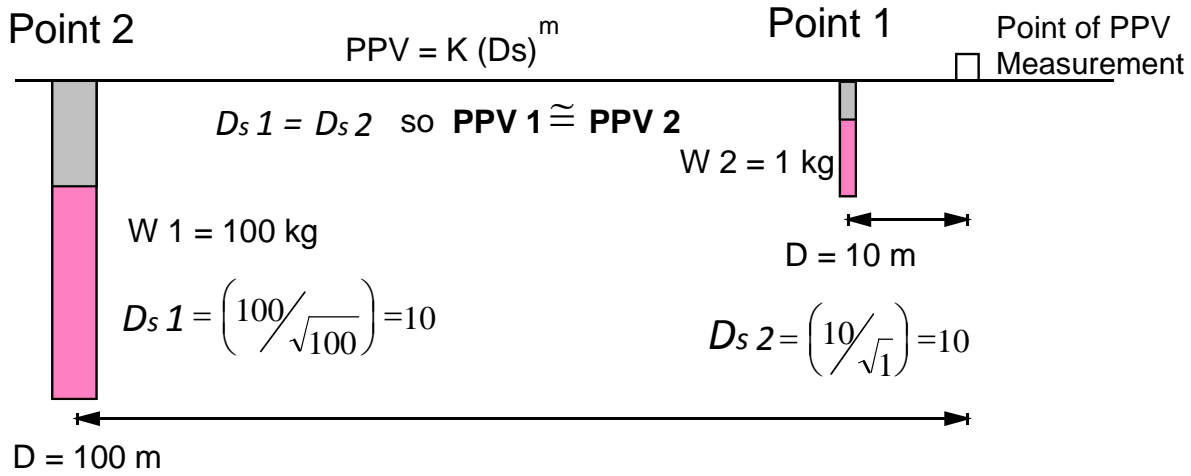 Point 2
PPV = K (Ds)^m
Point 1
Point of PPV
Measurement
Ds 1 = Ds 2 so PPV 1 ≅ PPV 2
W 2 = 1 kg
W 1 = 100 kg
D = 10 m
Ds 1 = (100/√100) =10
Ds 2 = (10/√1) =10
D = 100 m